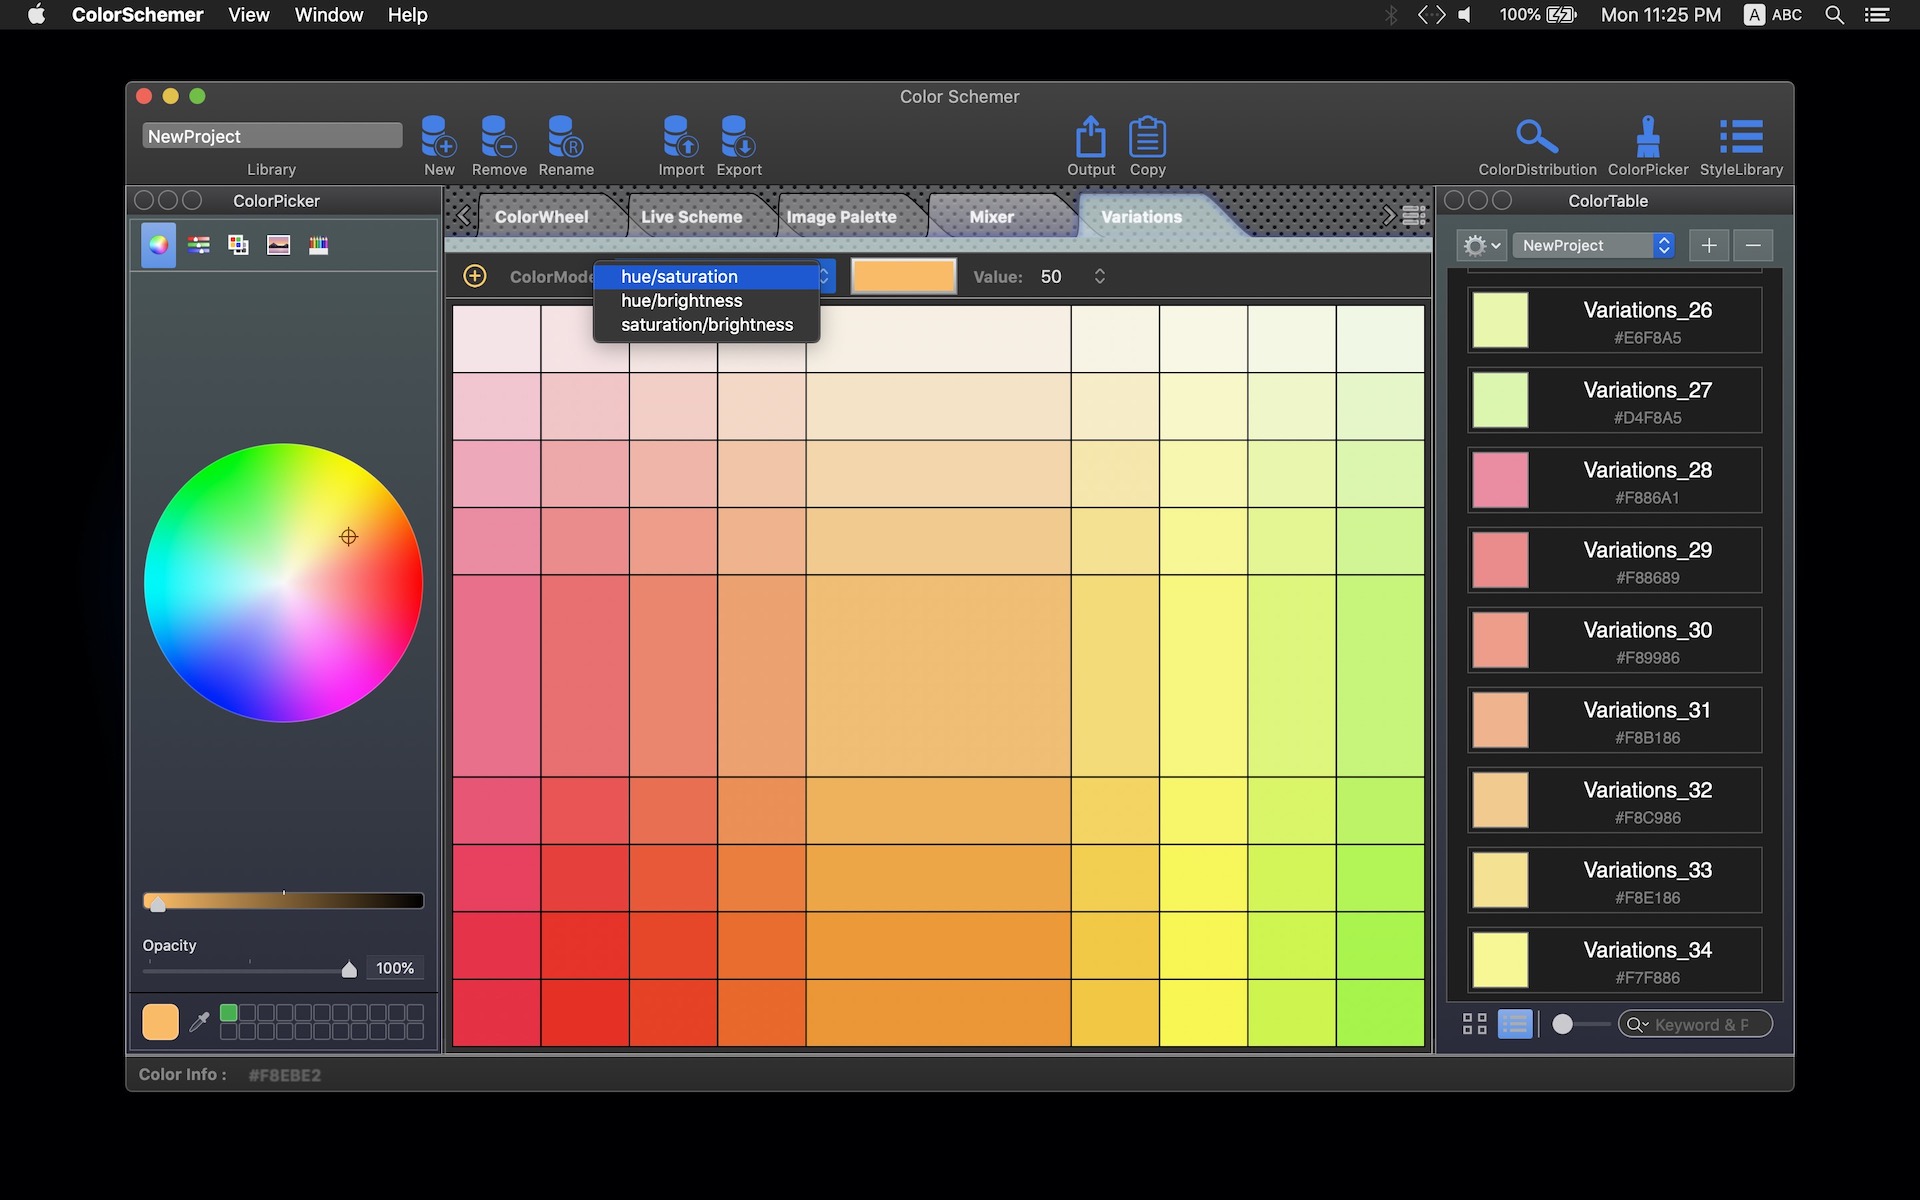 ColorSchemer View Window Help
100% Mon 11:25 PM A ABC
Color Schemer
NewProject
Library
New Remove Rename Import Export Output Copy ColorDistribution ColorPicker StyleLibrary
R
ColorPicker
ColorWheel Live Scheme Image Palette Mixer Variations
ColorTable
NewProject
ColorMode
hue/saturation
hue/brightness
saturation/brightness
Value: 50
Variations_26
#E6F8A5
Variations_27
#D4F8A5
Variations_28
#F886A1
Variations_29
#F88689
Variations_30
#F89986
Variations_31
#F8B186
Variations_32
#F8C986
Variations_33
#F8E186
Variations_34
#F7F886
Opacity
100%
Keyword & F
Color Info : #F8EBE2